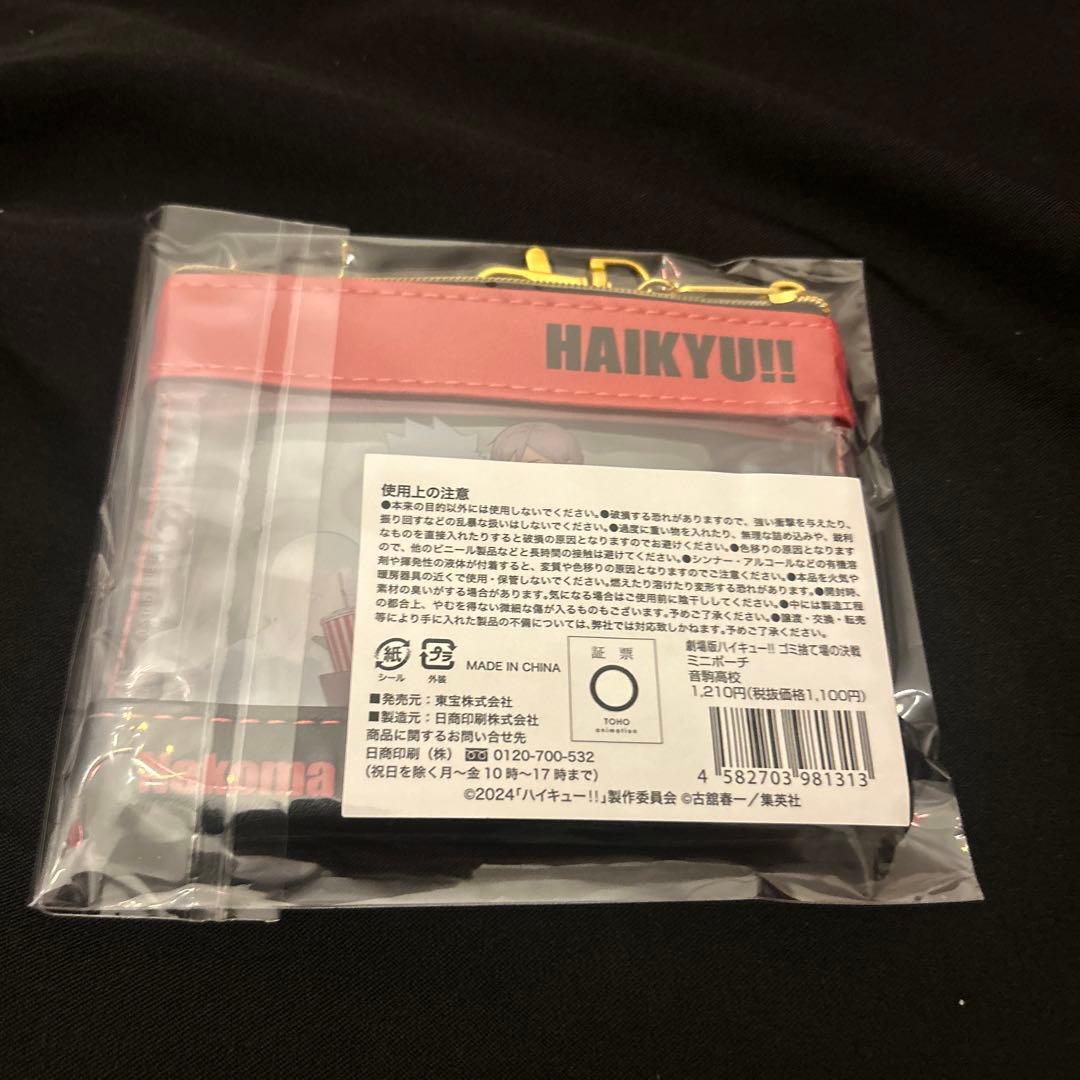 HAIKYU!!
使用上の注意
●本来の目的以外には使用しないでください。●破損する恐れがありますので、強い衝撃を与えたり、
振り回すなどの乱暴な扱いはしないでください。●過度に重い物を入れたり、無理な詰め込みや、鋭利
なものを直接入れたりすると破損の原因となりますのでお避けください。●色移りの原因となります
ので、他のビニール製品などと長時間の接触は避けてください。●シンナー・アルコールなどの有機溶
剤や揮発性の液体が付着すると、変質や色移りの原因となりますのでご注意ください。●本品を火気や
暖房器具の近くで使用・保管しないでください。燃えたり溶けたり変形する恐れがあります。●開封時、
素材の臭いがする場合があります。気になる場合はご使用前に陰干ししてください。●中には製造工程
の都合上、やむを得ない微細な傷が入るものもございます。予めご了承ください。●譲渡・交換・転売
等により手に入れた製品の不備については、弊社では対応致しかねます。予めご了承ください。
紙
シール
プラ
外装
MADE IN CHINA
証票
TOHO
animation
劇場版ハイキュー!! ゴミ捨て場の決戦
ミニポーチ
音駒高校
1,210円(税抜価格1,100円)
■発売元：東宝株式会社
■製造元：日商印刷株式会社
商品に関するお問い合せ先
日商印刷（株） 0120-700-532
(祝日を除く月〜金10時〜17時まで)
4 582703 981313
©2024「ハイキュー!!」製作委員会 ©古舘春一／集英社
Nekoma